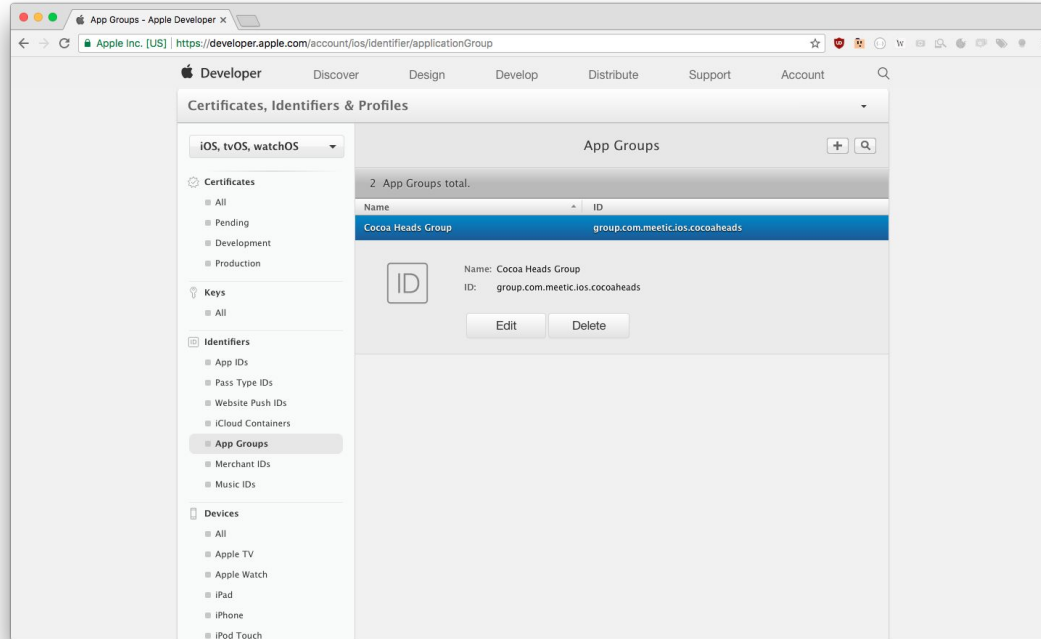 App Groups - Apple Developer ×
Apple Inc. [US] | https://developer.apple.com/account/ios/identifier/applicationGroup
Developer Discover Design Develop Distribute Support Account
Certificates, Identifiers & Profiles
iOS, tvOS, watchOS
App Groups
Certificates
All
Pending
Development
Production
Keys
All
Identifiers
App IDs
Pass Type IDs
Website Push IDs
iCloud Containers
App Groups
Merchant IDs
Music IDs
Devices
All
Apple TV
Apple Watch
iPad
iPhone
iPod Touch
2 App Groups total.
Name ID
Cocoa Heads Group group.com.meetic.ios.cocoaheads
ID
Name: Cocoa Heads Group
ID: group.com.meetic.ios.cocoaheads
Edit Delete